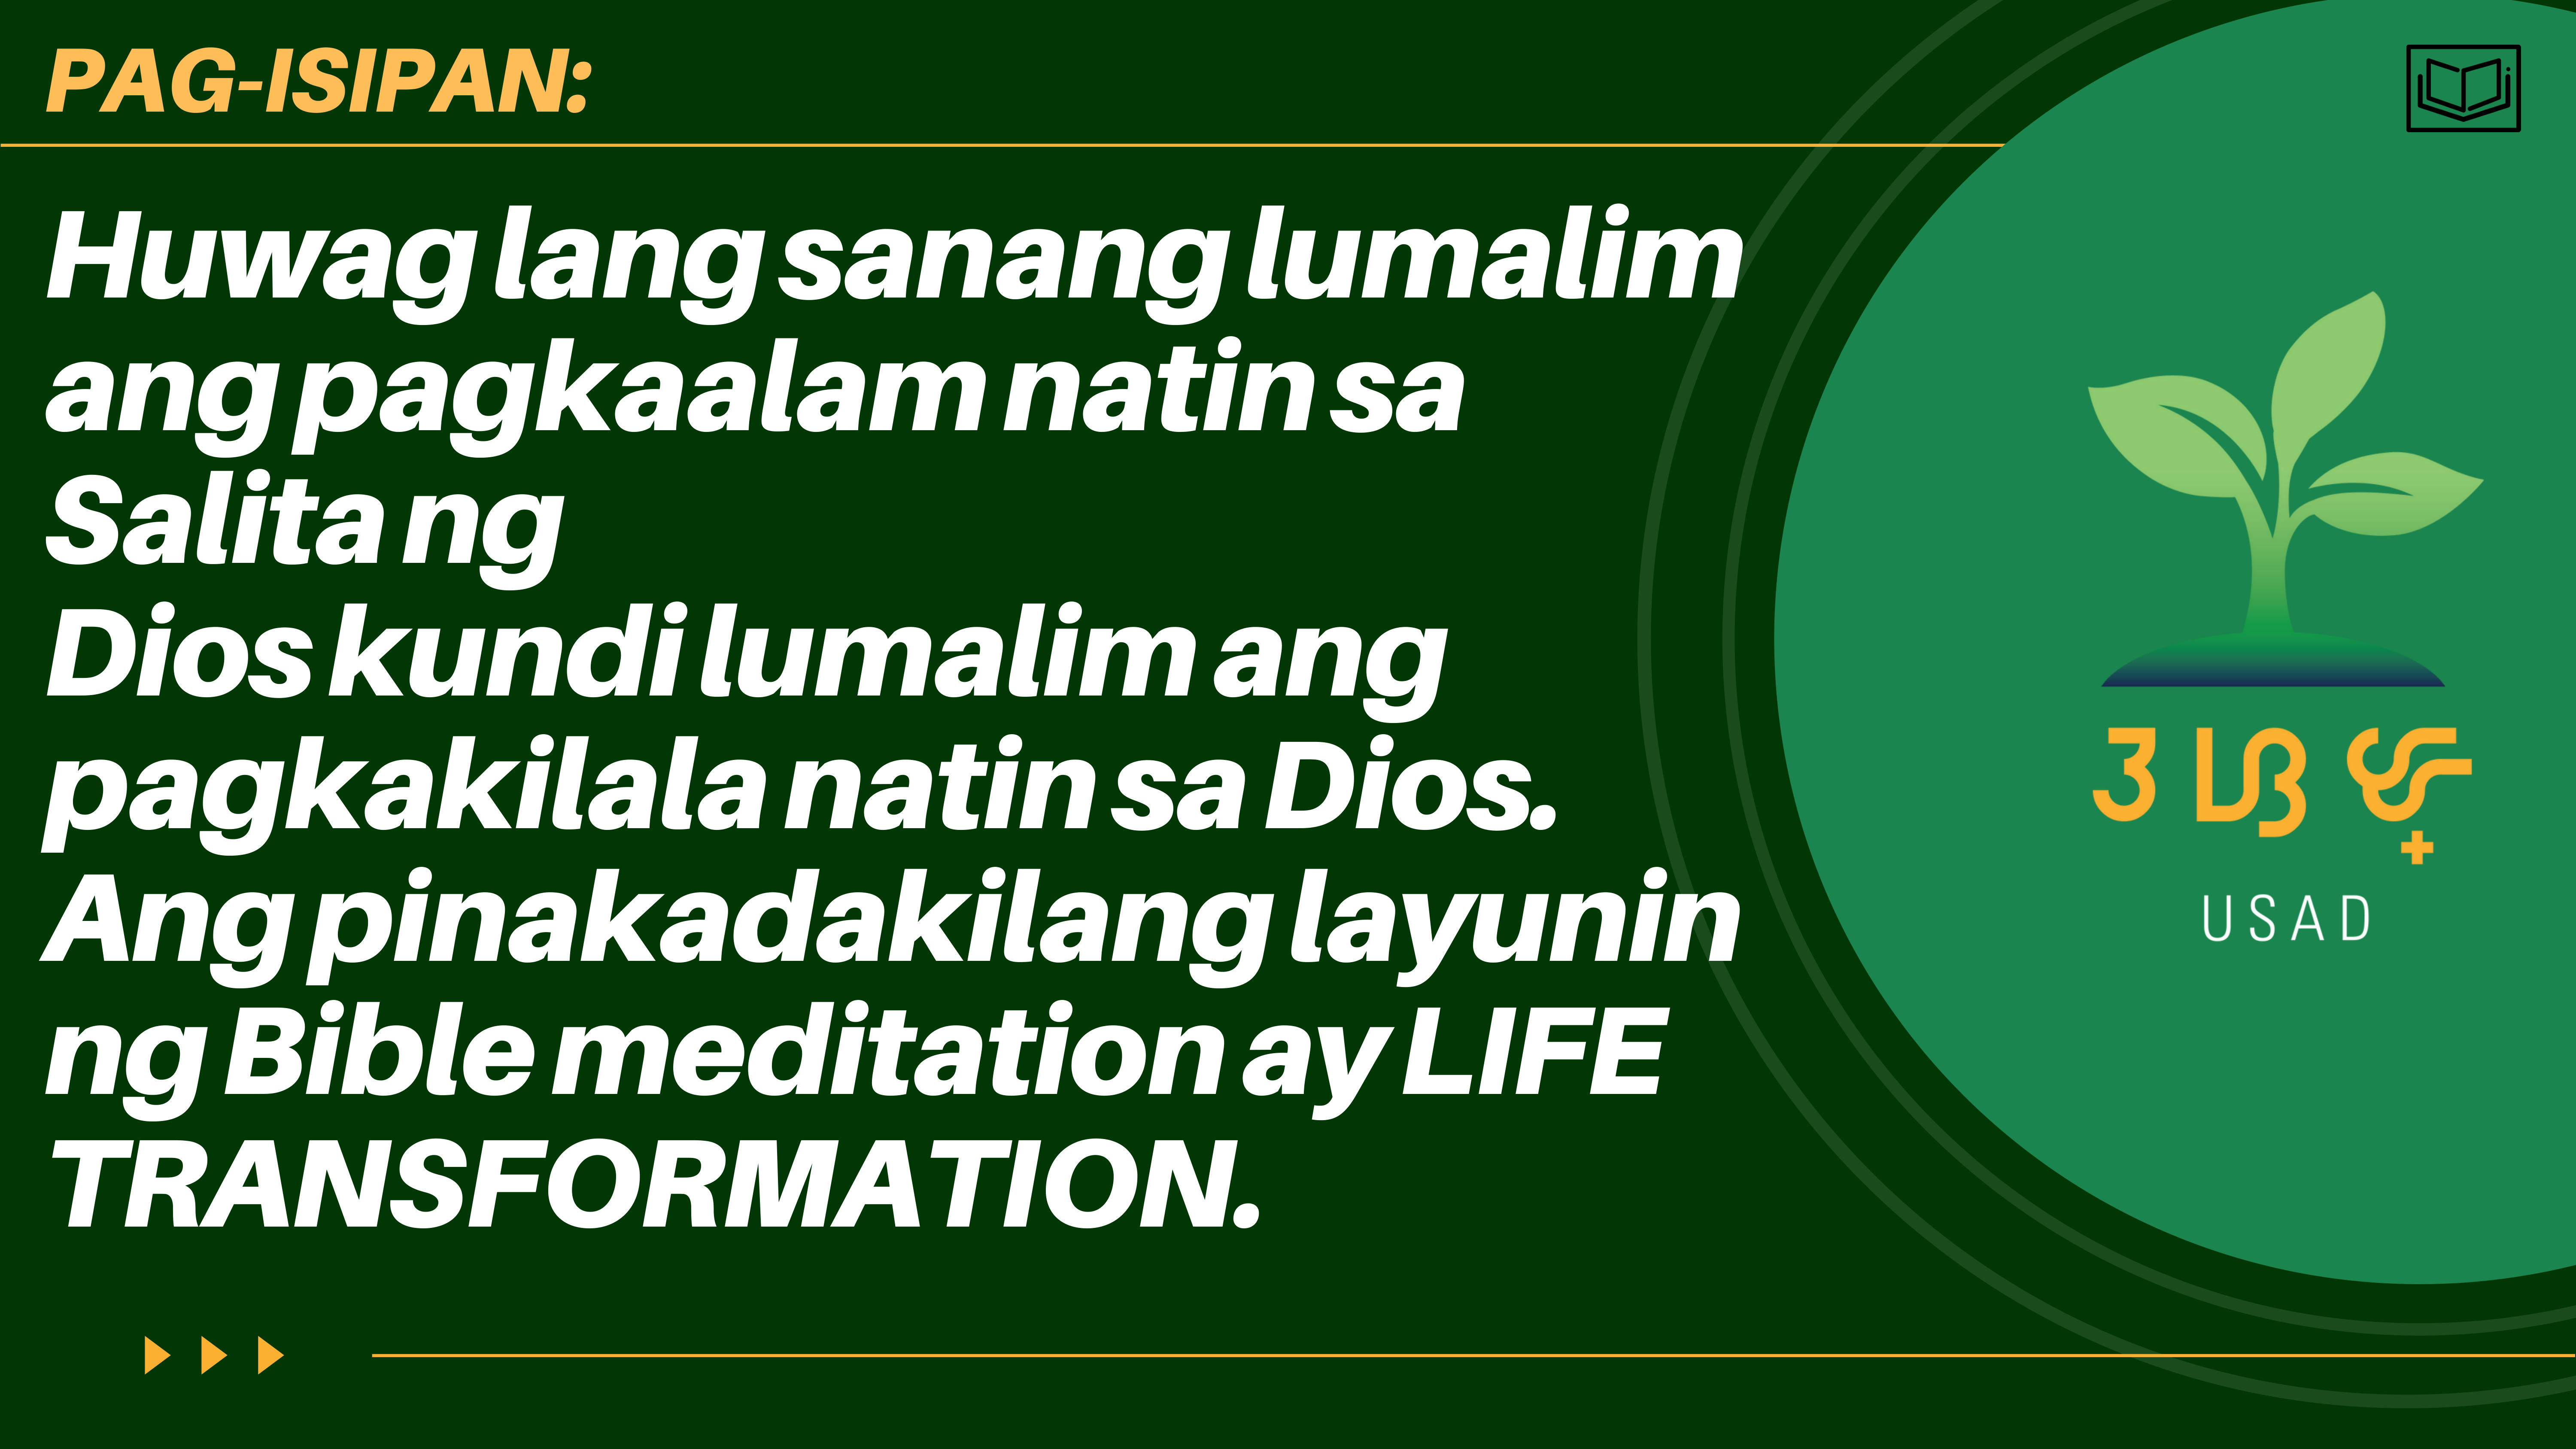 PAG-ISIPAN:
Huwag lang sanang lumalim
ang pagkaalam natin sa
Salita ng
Dios kundi lumalim ang
pagkakilala natin sa Dios.
Ang pinakadakilang layunin
ng Bible meditation ay LIFE
TRANSFORMATION.
ᜂ ᜐ ᜇ᜔
USAD